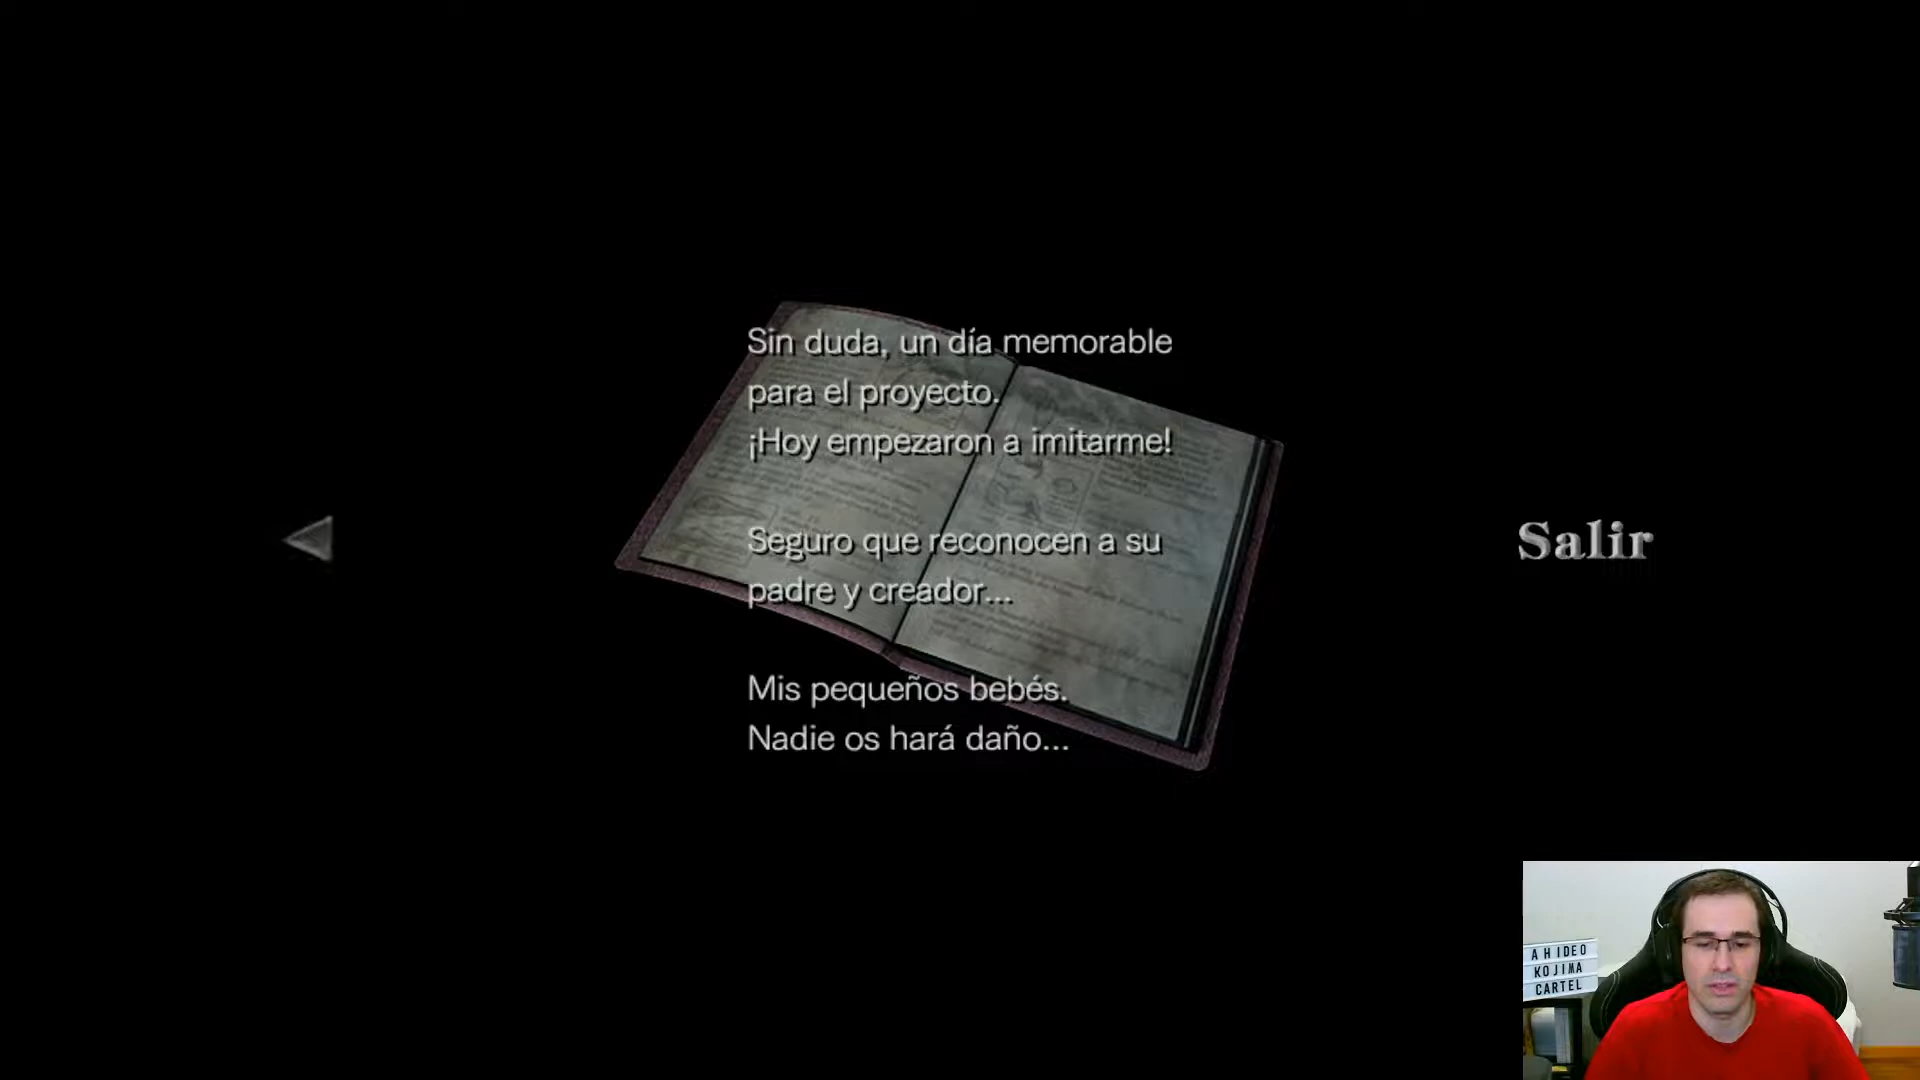 Sin duda, un día memorable
para el proyecto.
¡Hoy empezaron a imitarme!
Seguro que reconocen a su
padre y creador...
Mis pequeños bebés.
Nadie os hará daño...
Salir
A HIDEO
KOJIMA
CARTEL